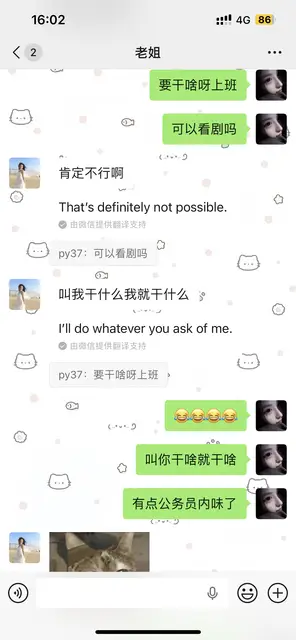 16:02
4G 86
2
老姐
要干啥呀上班
可以看剧吗
肯定不行啊
That's definitely not possible.
由微信提供翻译支持
py37：可以看剧吗
叫我干什么我就干什么
I'll do whatever you ask of me.
由微信提供翻译支持
py37：要干啥呀上班
😂😂😂😂
叫你干啥就干啥
有点公务员内味了